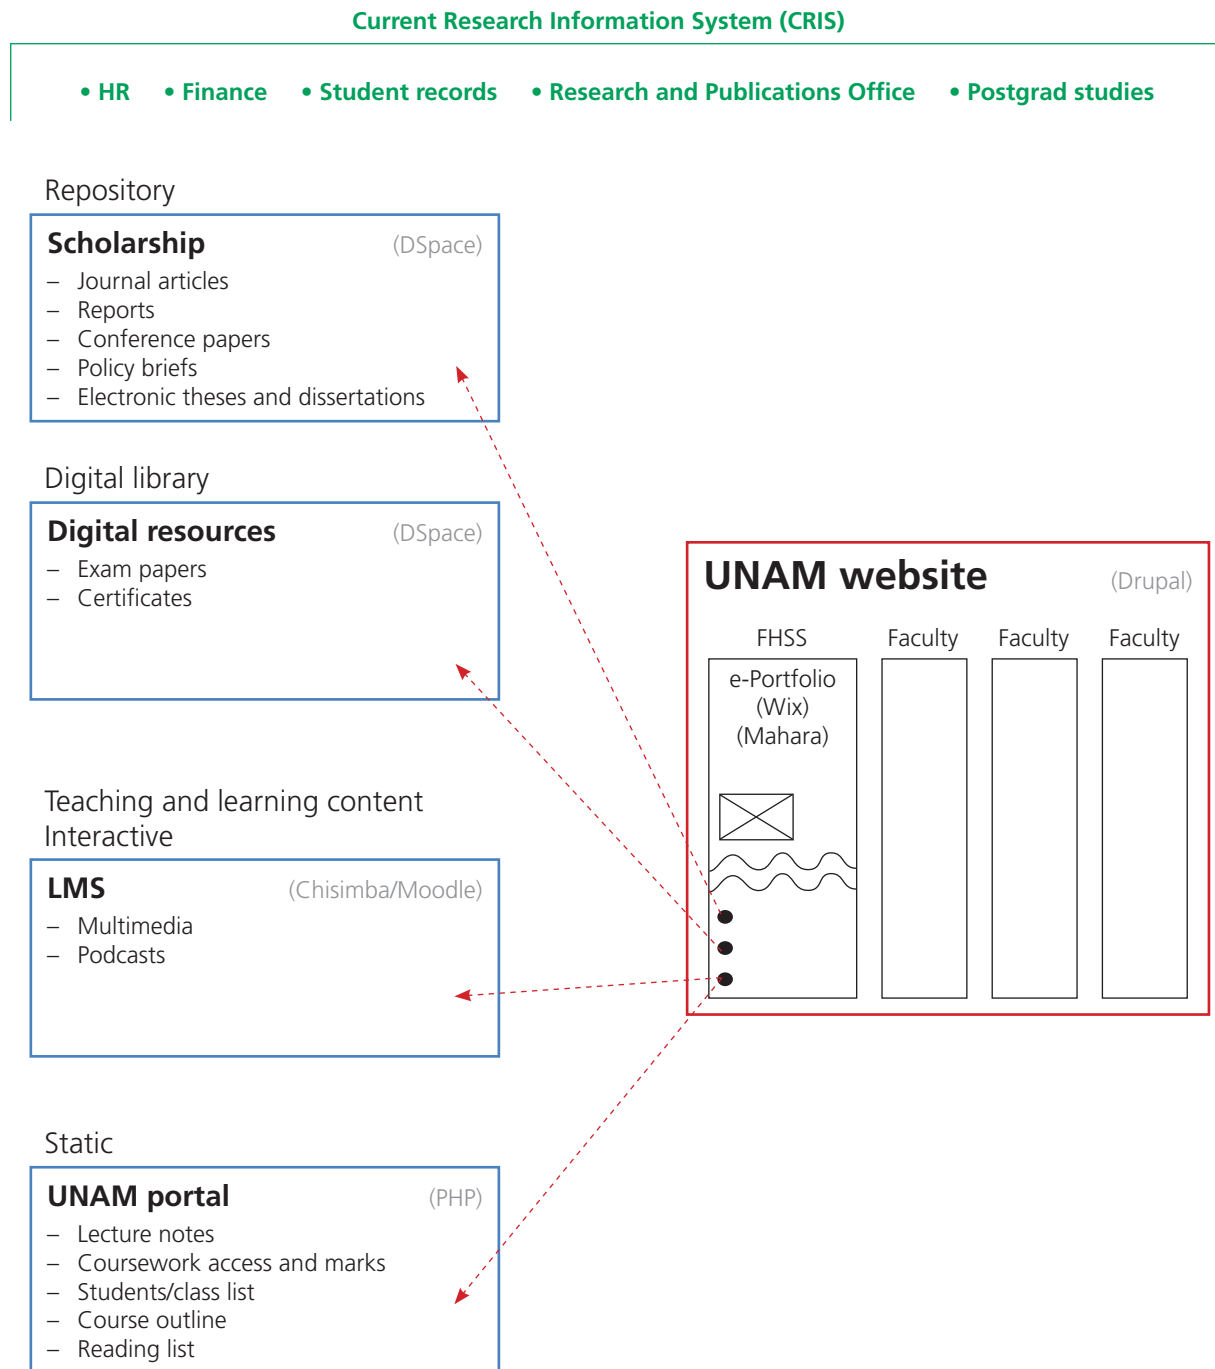 Current Research Information System (CRIS)
• HR • Finance • Student records • Research and Publications Office • Postgrad studies
Repository
Scholarship (DSpace)
– Journal articles
– Reports
– Conference papers
– Policy briefs
– Electronic theses and dissertations
Digital library
Digital resources (DSpace)
– Exam papers
– Certificates
Teaching and learning content
Interactive
LMS (Chisimba/Moodle)
– Multimedia
– Podcasts
Static
UNAM portal (PHP)
– Lecture notes
– Coursework access and marks
– Students/class list
– Course outline
– Reading list
UNAM website (Drupal)
FHSS Faculty Faculty Faculty
e-Portfolio
(Wix)
(Mahara)